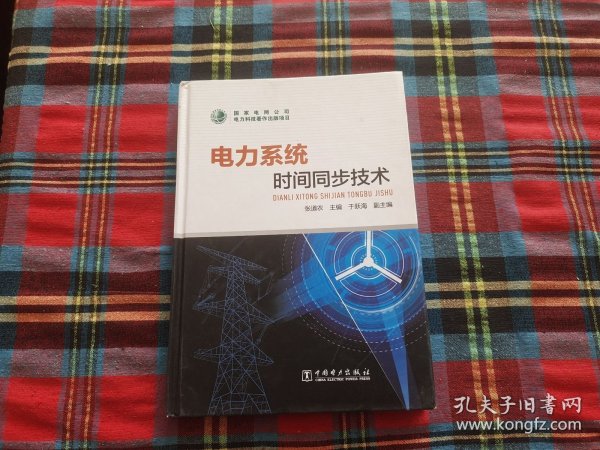 国家电网公司
电力科技著作出版项目
电力系统
时间同步技术
DIANLI XITONG SHIJIAN TONGBU JISHU
张道农 主编 于跃海 副主编
中国电力出版社
CHINA ELECTRIC POWER PRESS
孔夫子旧书网
www.kongfz.com